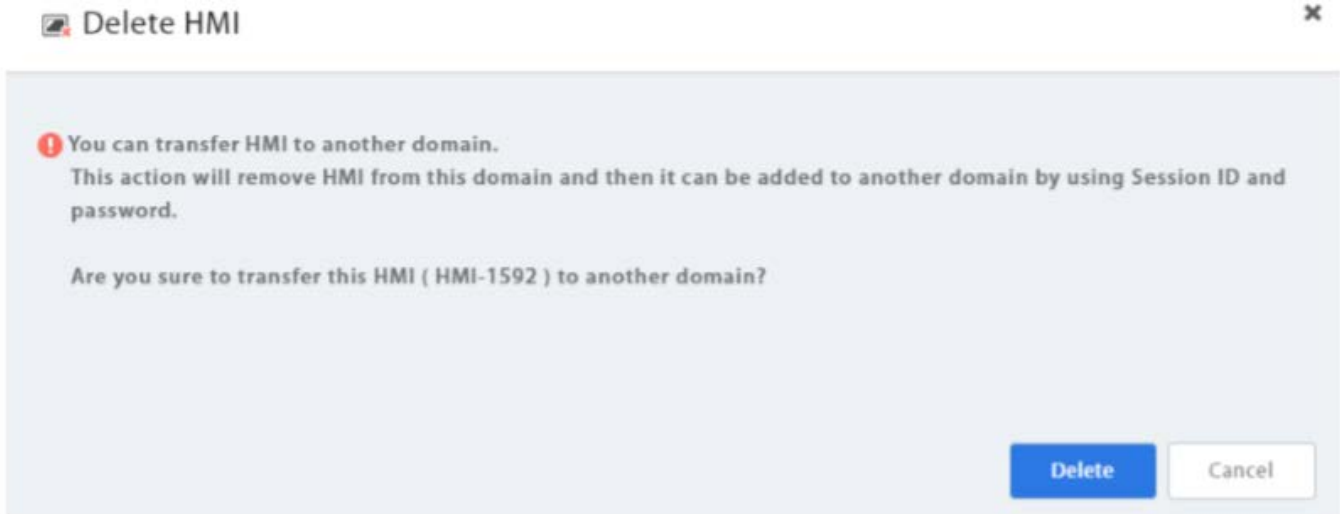 Delete HMI
You can transfer HMI to another domain.
This action will remove HMI from this domain and then it can be added to another domain by using Session ID and
password.
Are you sure to transfer this HMI ( HMI-1592 ) to another domain?
Delete
Cancel